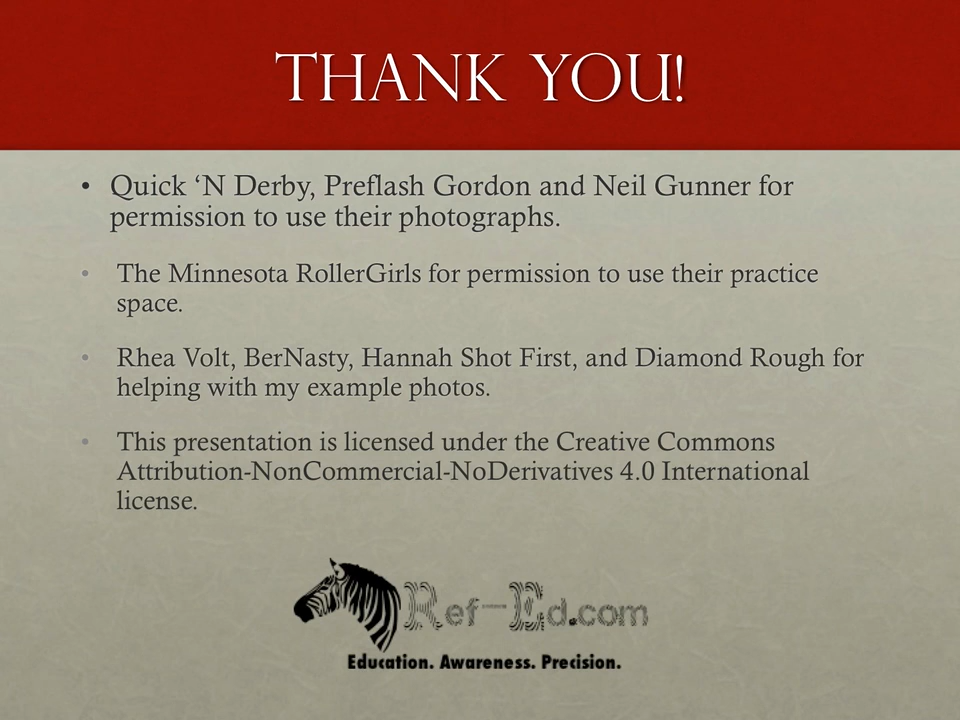 THANK YOU!
• Quick ‘N Derby, Preflash Gordon and Neil Gunner for
permission to use their photographs.
• The Minnesota RollerGirls for permission to use their practice
space.
• Rhea Volt, BerNasty, Hannah Shot First, and Diamond Rough for
helping with my example photos.
• This presentation is licensed under the Creative Commons
Attribution-NonCommercial-NoDerivatives 4.0 International
license.
Ref-Ed.com
Education. Awareness. Precision.